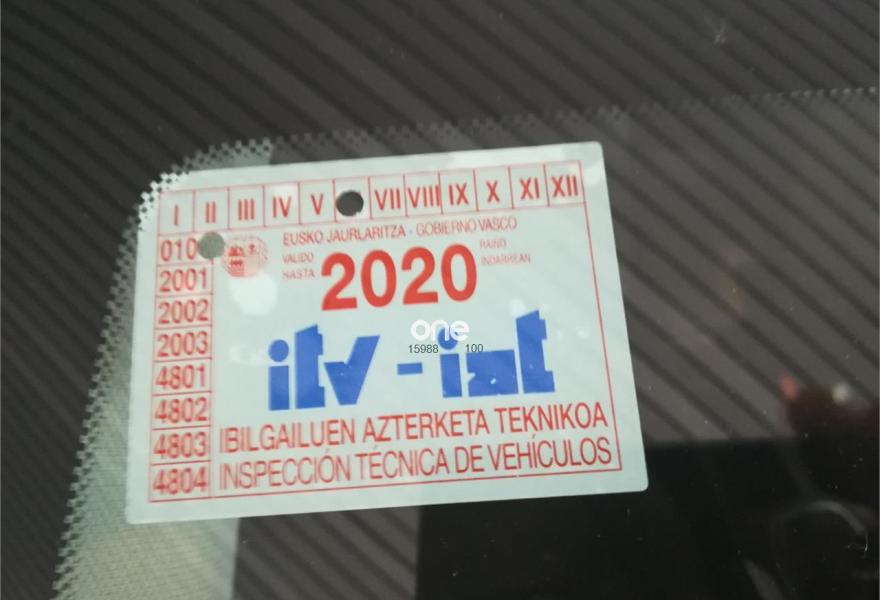 I II III IV V VII VIII IX X XI XII
010
EUSKO JAURLARITZA - GOBIERNO VASCO
VALIDO HASTA 2020 RAINO INDARREAN
2001
2002
2003
one
15988 100
itv - iat
4801
4802
4803
4804
IBILGAILUEN AZTERKETA TEKNIKOA
INSPECCIÓN TÉCNICA DE VEHÍCULOS